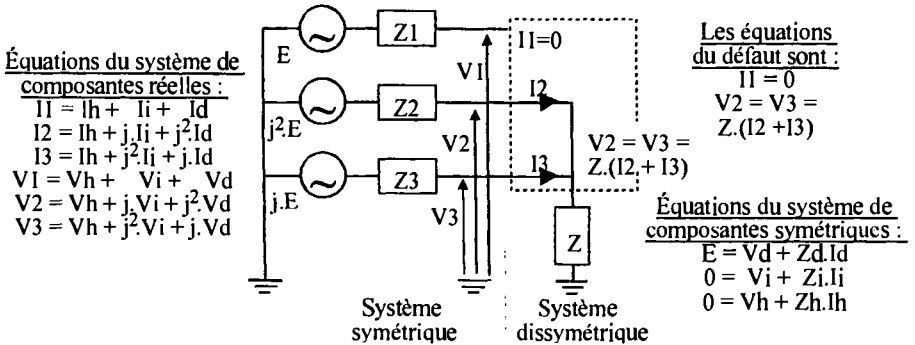 Équations du système de
composantes réelles :
I1 = Ih + Ii + Id
I2 = Ih + j.Ii + j².Id
I3 = Ih + j².Ii + j.Id
V1 = Vh + Vi + Vd
V2 = Vh + j.Vi + j².Vd
V3 = Vh + j².Vi + j.Vd
E
Z1
V1
I1=0
j².E
Z2
V2
I2
j.E
Z3
V3
I3
V2 = V3 =
Z.(I2 + I3)
Z
Système
symétrique
Système
dissymétrique
Les équations
du défaut sont :
I1 = 0
V2 = V3 =
Z.(I2 +I3)
Équations du système de
composantes symétriques :
E = Vd + Zd.Id
0 = Vi + Zi.Ii
0 = Vh + Zh.Ih